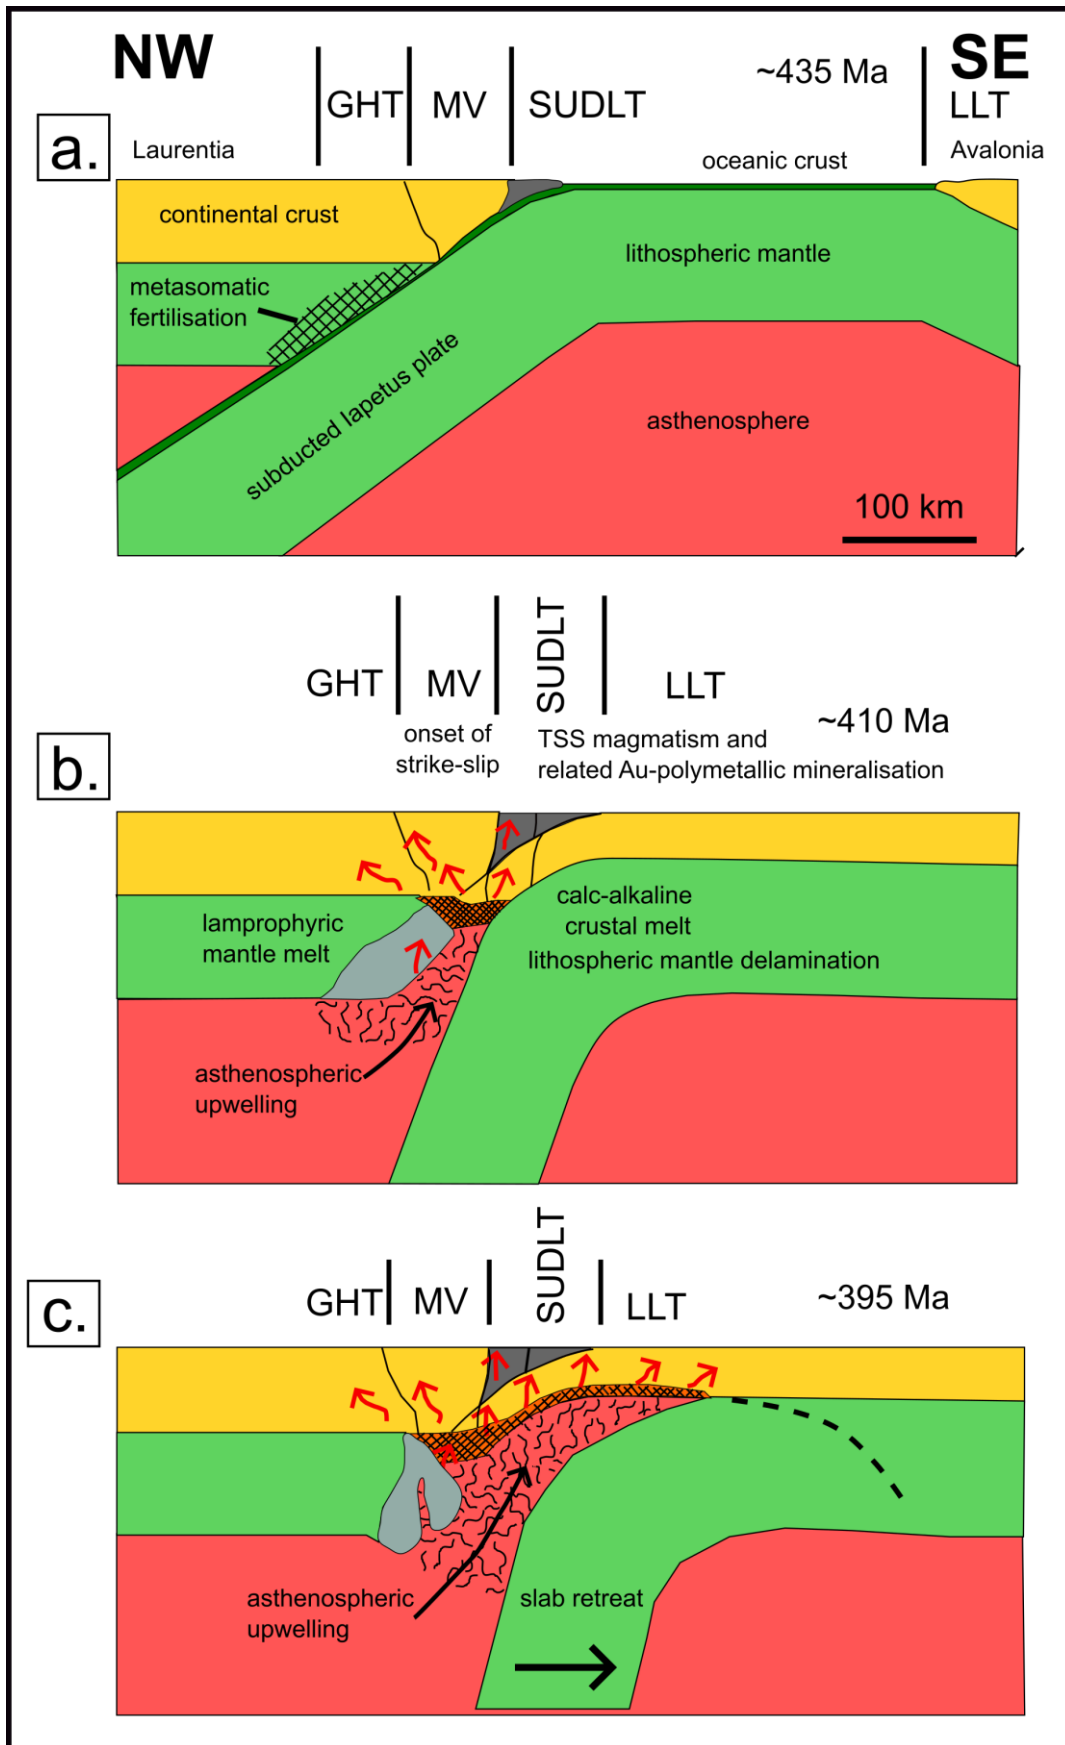 NW
SE
GHT
MV
SUDLT
~435 Ma
LLT
a.
Laurentia
oceanic crust
Avalonia
continental crust
lithospheric mantle
metasomatic
fertilisation
subducted Iapetus plate
asthenosphere
100 km
GHT
MV
SUDLT
LLT
~410 Ma
b.
onset of
strike-slip
TSS magmatism and
related Au-polymetallic mineralisation
lamprophyric
mantle melt
calc-alkaline
crustal melt
lithospheric mantle delamination
asthenospheric
upwelling
GHT
MV
SUDLT
LLT
~395 Ma
c.
asthenospheric
upwelling
slab retreat